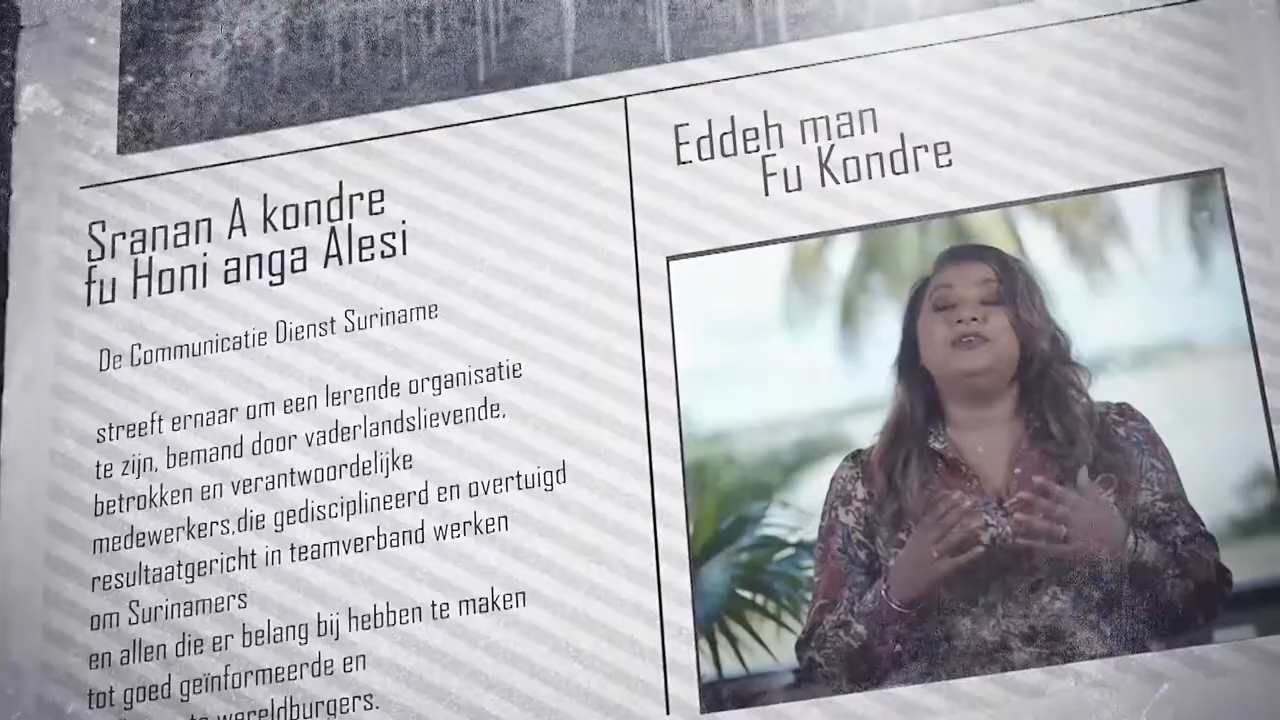 Sranan A kondre
fu Honi anga Alesi
De Communicatie Dienst Suriname
streeft ernaar om een lerende organisatie
te zijn, bemand door vaderlandslievende,
betrokken en verantwoordelijke
medewerkers,die gedisciplineerd en overtuigd
resultaatgericht in teamverband werken
om Surinamers
en allen die er belang bij hebben te maken
tot goed geïnformeerde en
wereldburgers.
Eddeh man
Fu Kondre